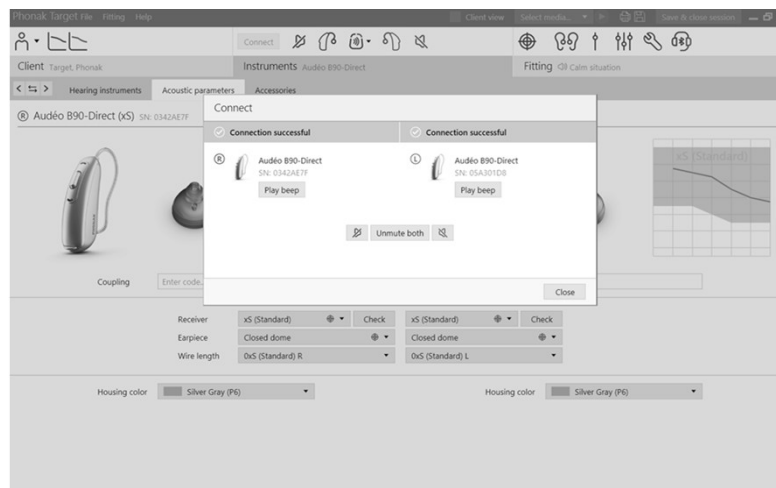 Phonak Target File Fitting Help Client view Select media... Save & close session
Connect
Client Target, Phonak Instruments Audéo B90-Direct Fitting Calm situation
Hearing instruments Acoustic parameters Accessories
R Audéo B90-Direct (xS) SN: 0342AE7F
Connect
Connection successful Connection successful
R Audéo B90-Direct L Audéo B90-Direct
SN: 0342AE7F SN: 05A301D8
Play beep Play beep
Unmute both
Close
xS (Standard)
Coupling Enter code..
Receiver xS (Standard) Check xS (Standard) Check
Earpiece Closed dome Closed dome
Wire length 0xS (Standard) R 0xS (Standard) L
Housing color Silver Gray (P6) Housing color Silver Gray (P6)